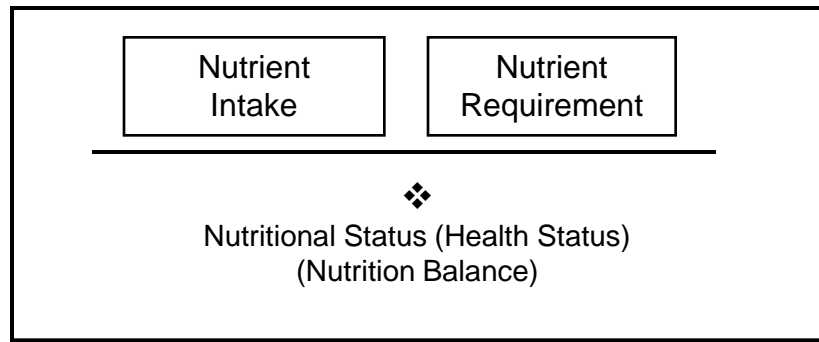 Nutrient
Intake
Nutrient
Requirement
❖
Nutritional Status (Health Status)
(Nutrition Balance)